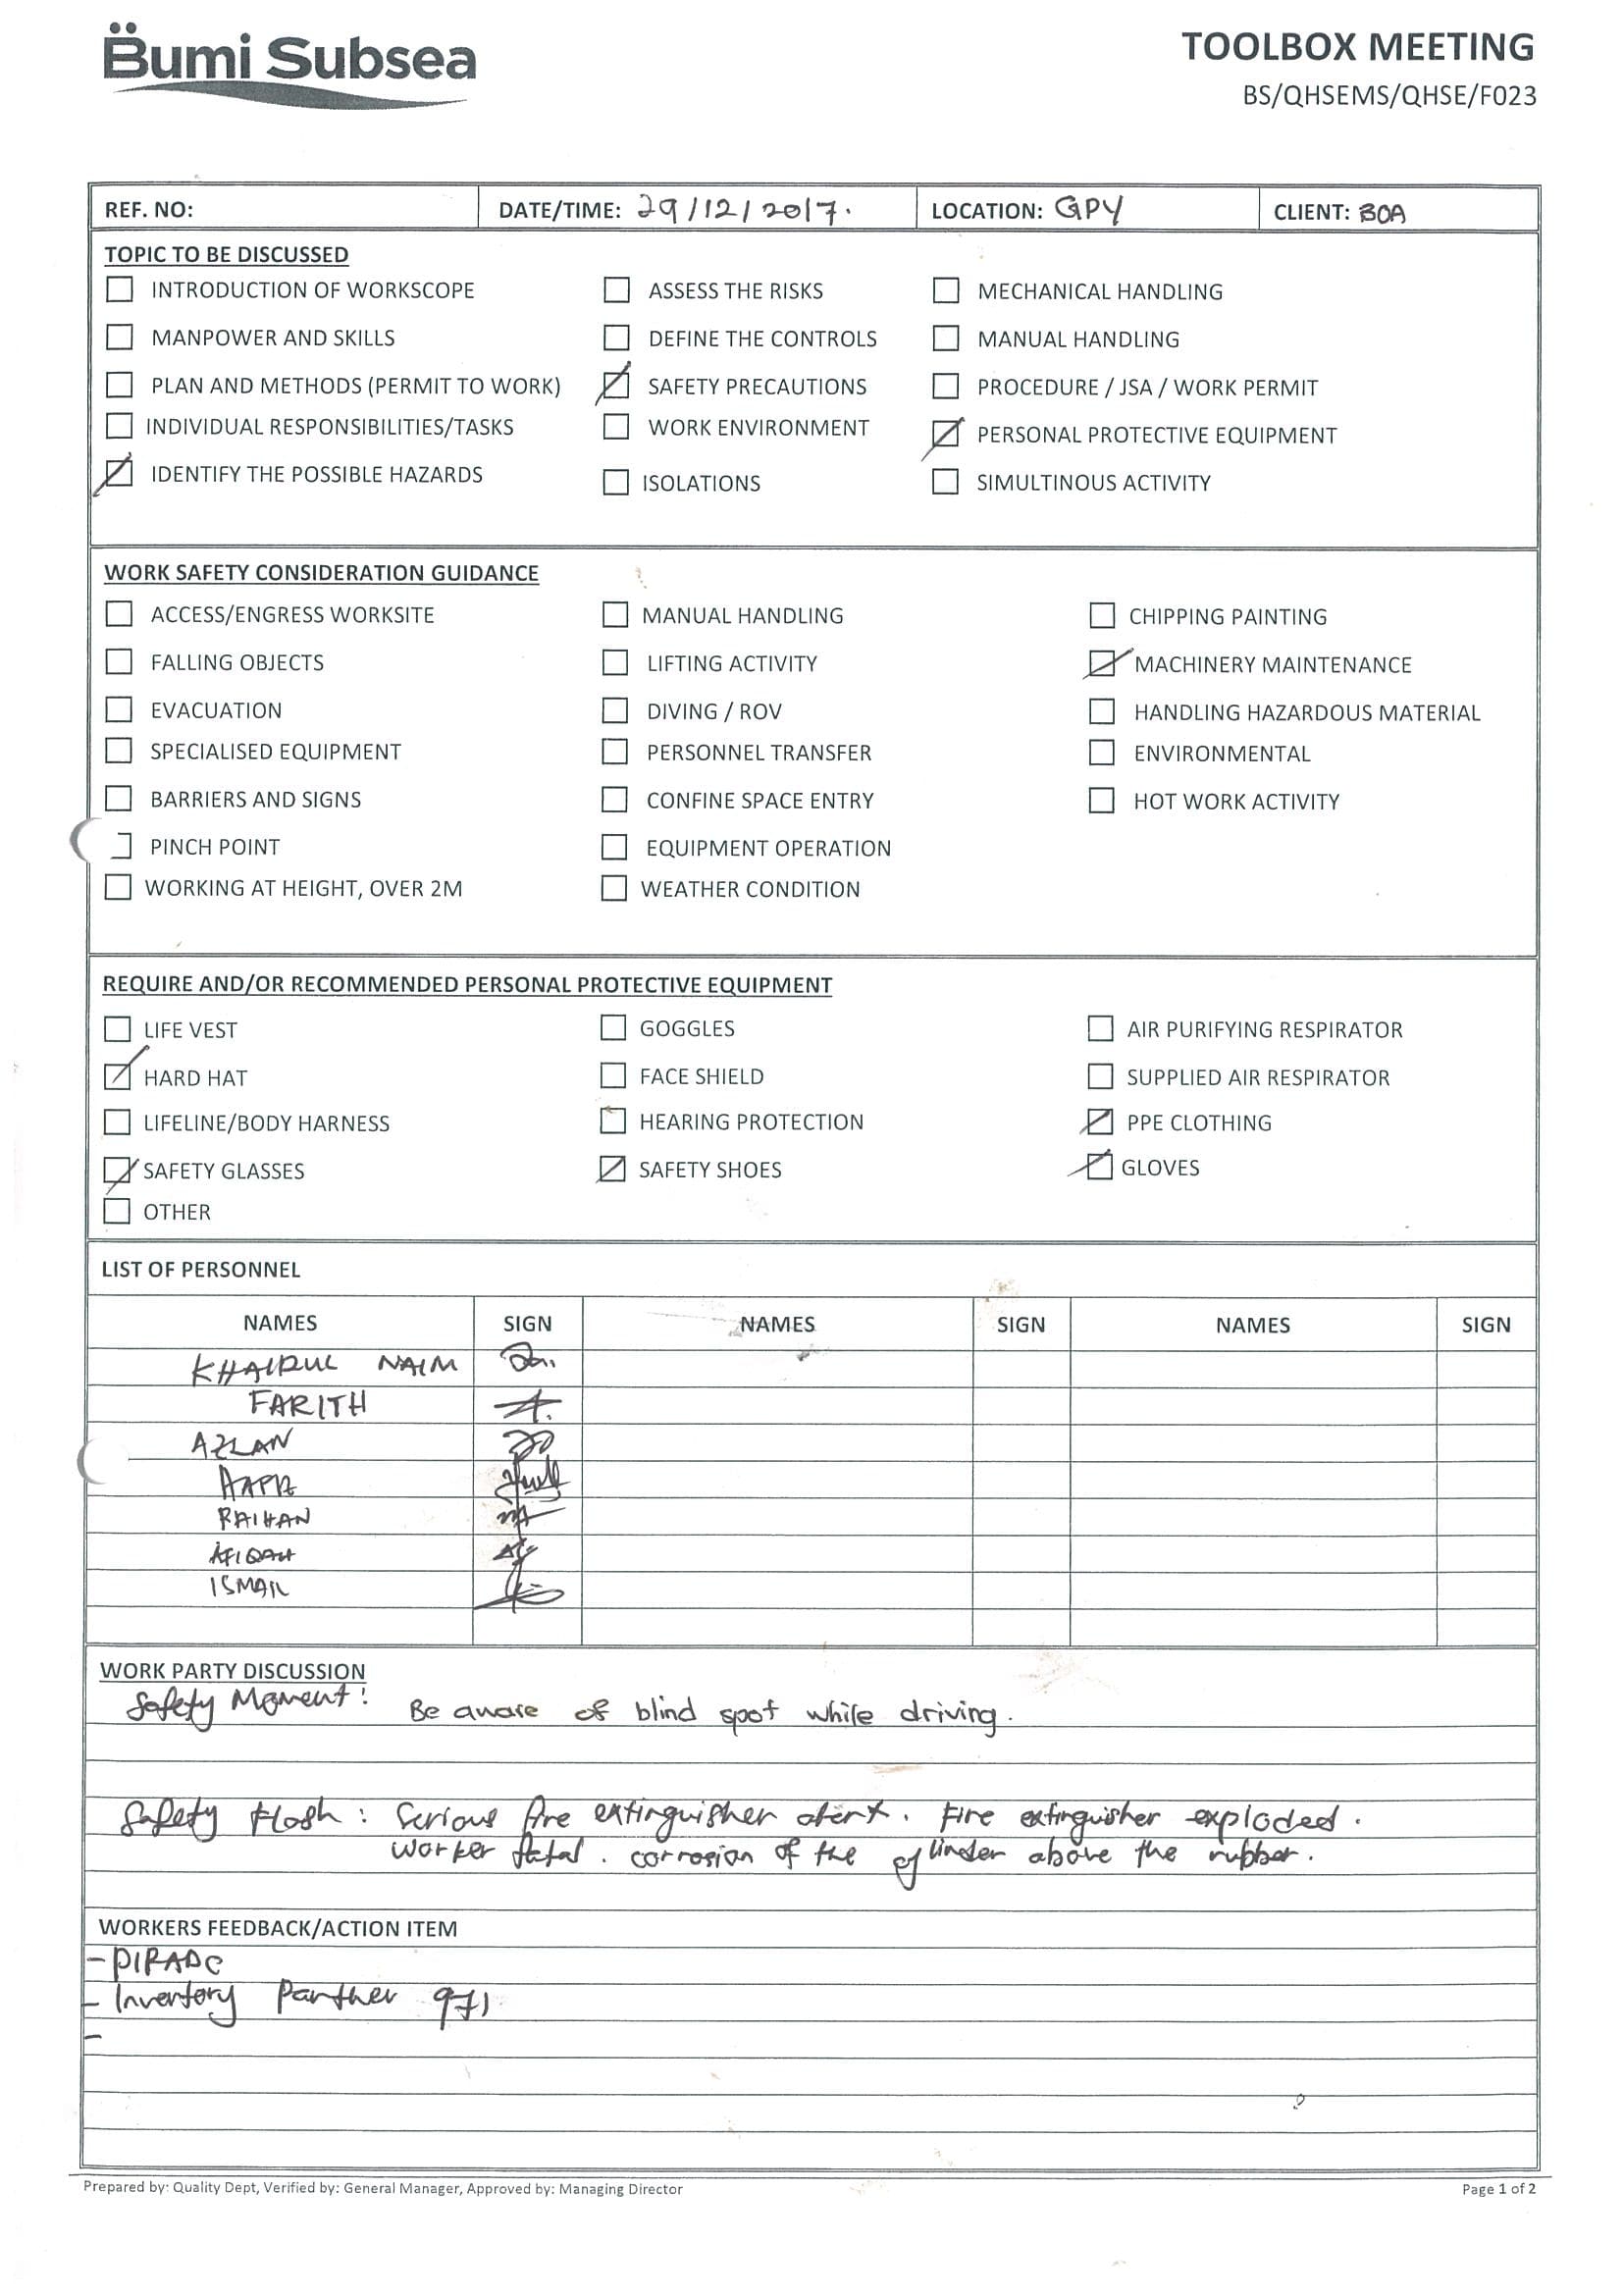 Bumi Subsea
TOOLBOX MEETING
BS/QHSEMS/QHSE/F023
REF. NO: DATE/TIME: 29/12/2017. LOCATION: GPY CLIENT: BOA
TOPIC TO BE DISCUSSED
INTRODUCTION OF WORKSCOPE ASSESS THE RISKS MECHANICAL HANDLING
MANPOWER AND SKILLS DEFINE THE CONTROLS MANUAL HANDLING
PLAN AND METHODS (PERMIT TO WORK) SAFETY PRECAUTIONS PROCEDURE / JSA / WORK PERMIT
INDIVIDUAL RESPONSIBILITIES/TASKS WORK ENVIRONMENT PERSONAL PROTECTIVE EQUIPMENT
IDENTIFY THE POSSIBLE HAZARDS ISOLATIONS SIMULTINOUS ACTIVITY
WORK SAFETY CONSIDERATION GUIDANCE
ACCESS/ENGRESS WORKSITE MANUAL HANDLING CHIPPING PAINTING
FALLING OBJECTS LIFTING ACTIVITY MACHINERY MAINTENANCE
EVACUATION DIVING / ROV HANDLING HAZARDOUS MATERIAL
SPECIALISED EQUIPMENT PERSONNEL TRANSFER ENVIRONMENTAL
BARRIERS AND SIGNS CONFINE SPACE ENTRY HOT WORK ACTIVITY
PINCH POINT EQUIPMENT OPERATION
WORKING AT HEIGHT, OVER 2M WEATHER CONDITION
REQUIRE AND/OR RECOMMENDED PERSONAL PROTECTIVE EQUIPMENT
LIFE VEST GOGGLES AIR PURIFYING RESPIRATOR
HARD HAT FACE SHIELD SUPPLIED AIR RESPIRATOR
LIFELINE/BODY HARNESS HEARING PROTECTION PPE CLOTHING
SAFETY GLASSES SAFETY SHOES GLOVES
OTHER
LIST OF PERSONNEL
NAMES SIGN NAMES SIGN NAMES SIGN
KHAIRUL NAIM
FARITH
AZLAN
RAIHAN
AFIQAH
ISMAIL
WORK PARTY DISCUSSION
Safety Moment: Be aware of blind spot while driving.
Safety flash: Serious fire extinguisher alert. Fire extinguisher exploded.
Worker fatal. corrosion of the cylinder above the rubber.
WORKERS FEEDBACK/ACTION ITEM
- DIPADC
- Inventory Panther 971
-
Prepared by: Quality Dept, Verified by: General Manager, Approved by: Managing Director Page 1 of 2